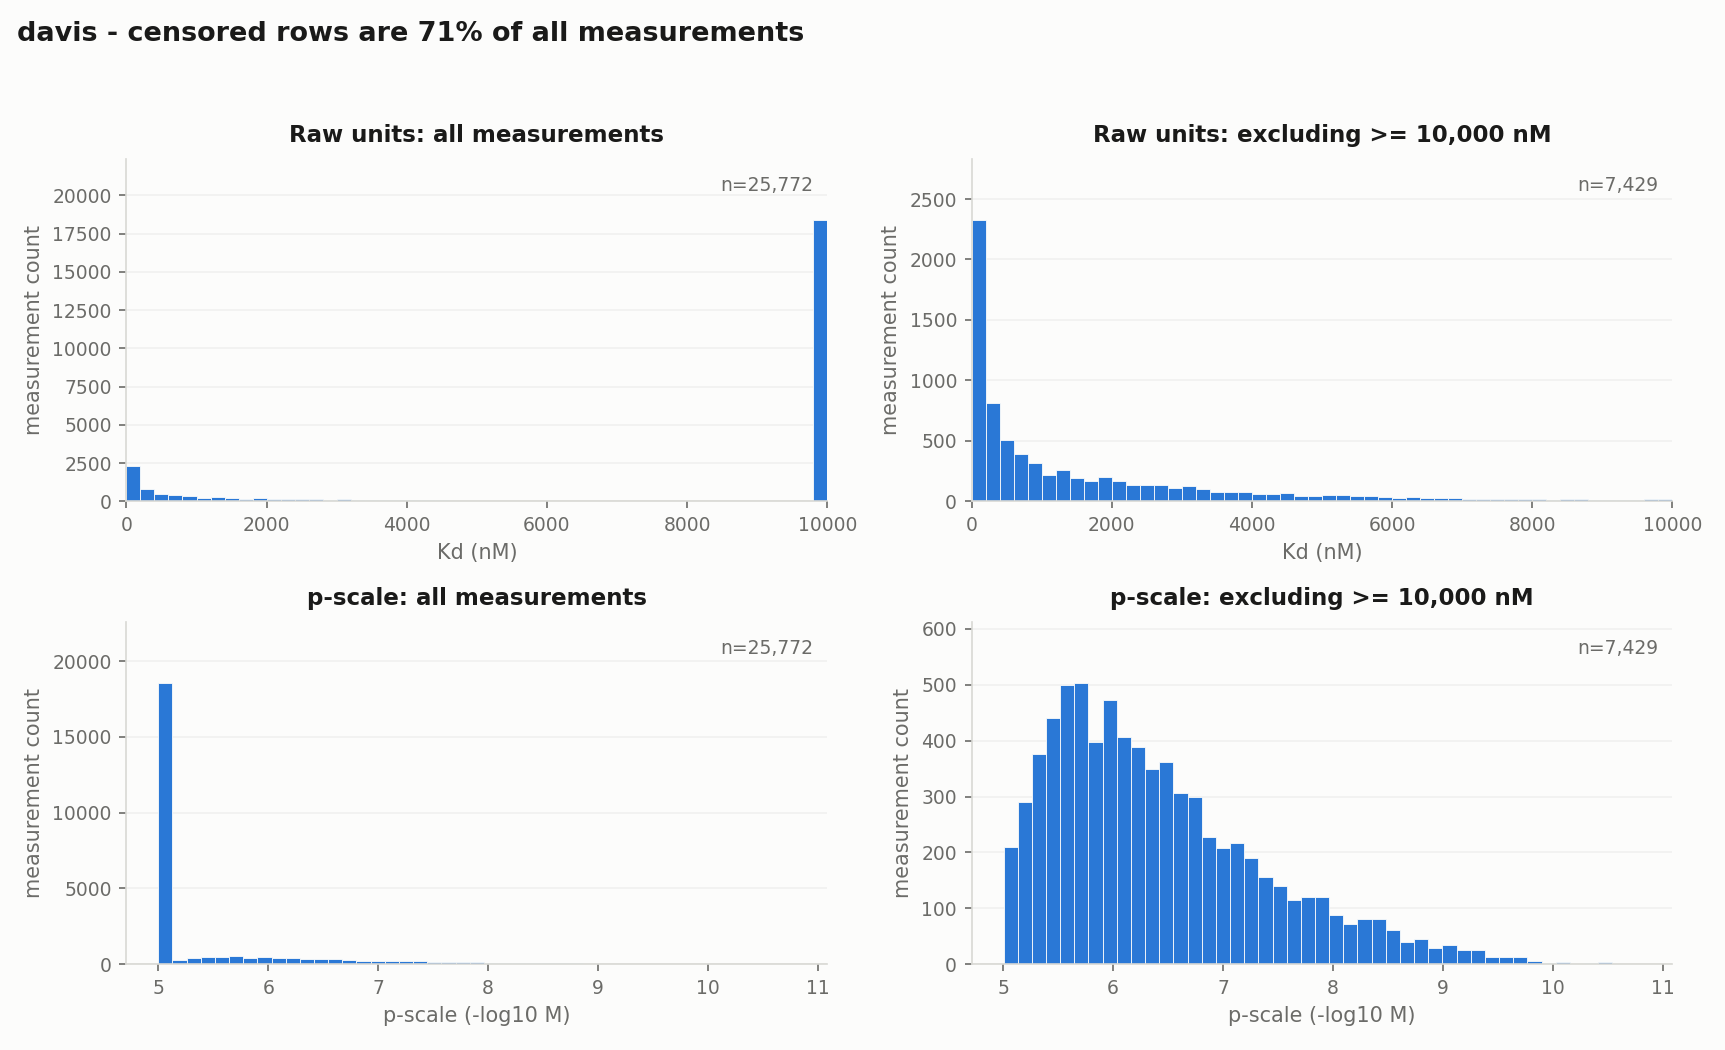 davis - censored rows are 71% of all measurements
Raw units: all measurements
n=25,772
measurement count
20000
17500
15000
12500
10000
7500
5000
2500
0
0 2000 4000 6000 8000 10000
Kd (nM)
Raw units: excluding >= 10,000 nM
n=7,429
measurement count
2500
2000
1500
1000
500
0
0 2000 4000 6000 8000 10000
Kd (nM)
p-scale: all measurements
n=25,772
measurement count
20000
15000
10000
5000
0
5 6 7 8 9 10 11
p-scale (-log10 M)
p-scale: excluding >= 10,000 nM
n=7,429
measurement count
600
500
400
300
200
100
0
5 6 7 8 9 10 11
p-scale (-log10 M)